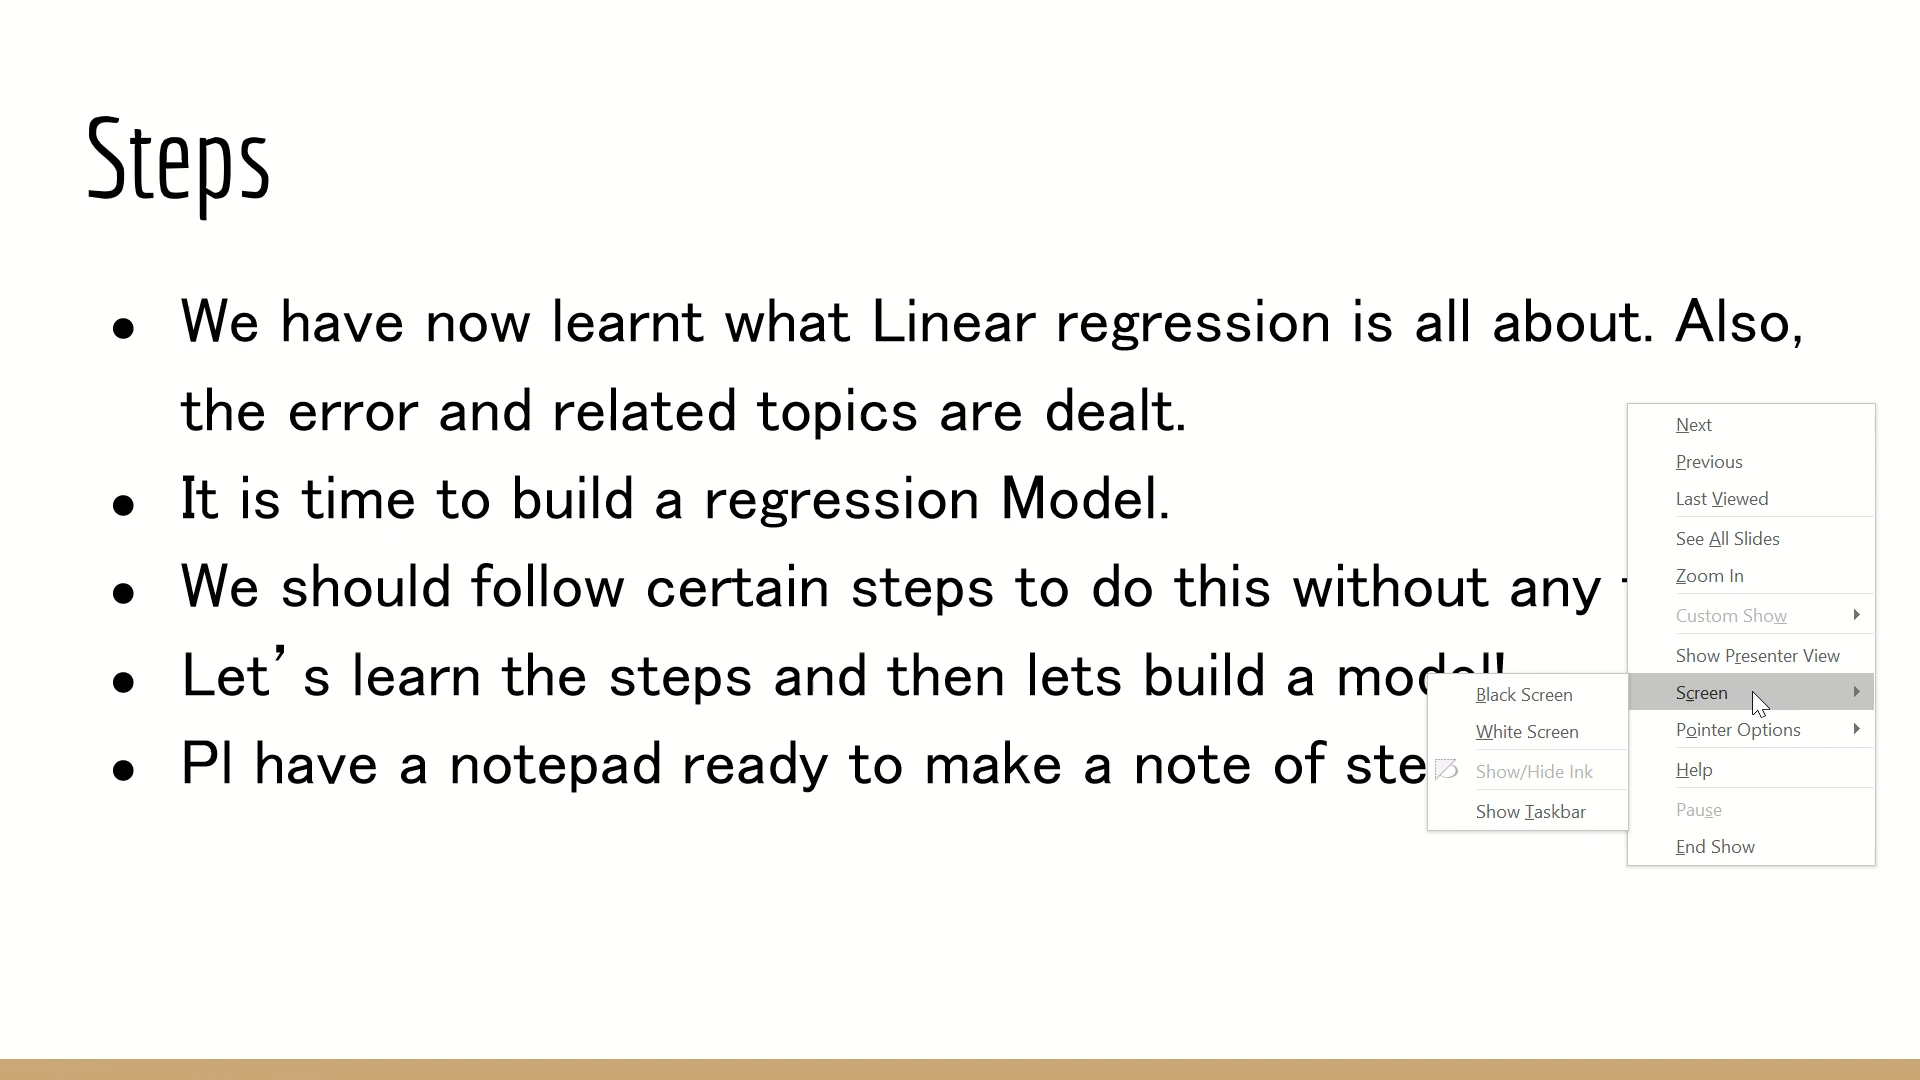 Steps
We have now learnt what Linear regression is all about. Also,
the error and related topics are dealt.
It is time to build a regression Model.
We should follow certain steps to do this without any
Let’s learn the steps and then lets build a model!
Pl have a notepad ready to make a note of
Next
Previous
Last Viewed
See All Slides
Zoom In
Custom Show
Show Presenter View
Screen
Pointer Options
Help
Pause
End Show
Black Screen
White Screen
Show/Hide Ink
Show Taskbar